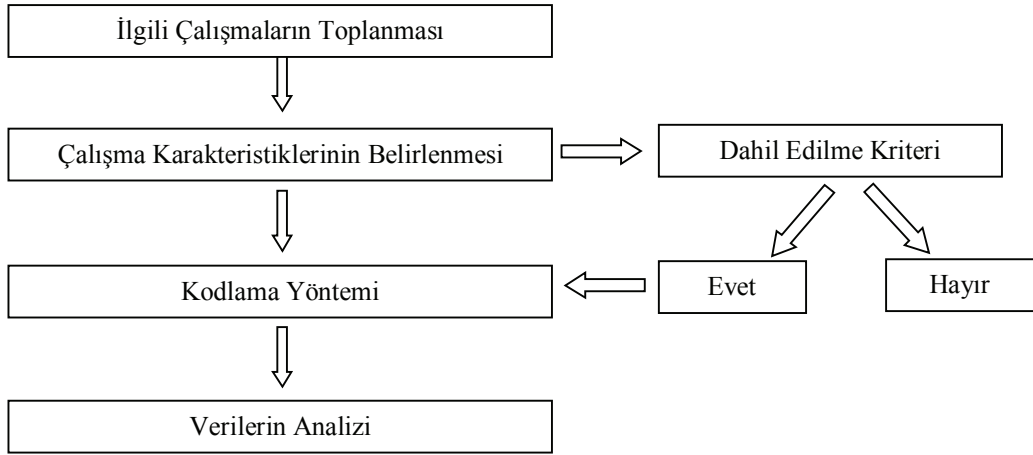 İlgili Çalışmaların Toplanması
Çalışma Karakteristiklerinin Belirlenmesi
Dahil Edilme Kriteri
Kodlama Yöntemi
Evet
Hayır
Verilerin Analizi